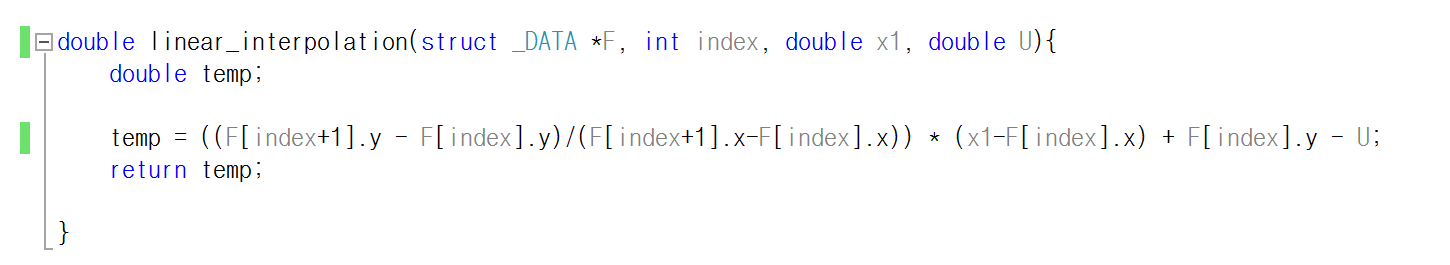 double linear_interpolation(struct _DATA *F, int index, double x1, double U){
double temp;
temp = ((F[index+1].y - F[index].y)/(F[index+1].x-F[index].x)) * (x1-F[index].x) + F[index].y - U;
return temp;
}